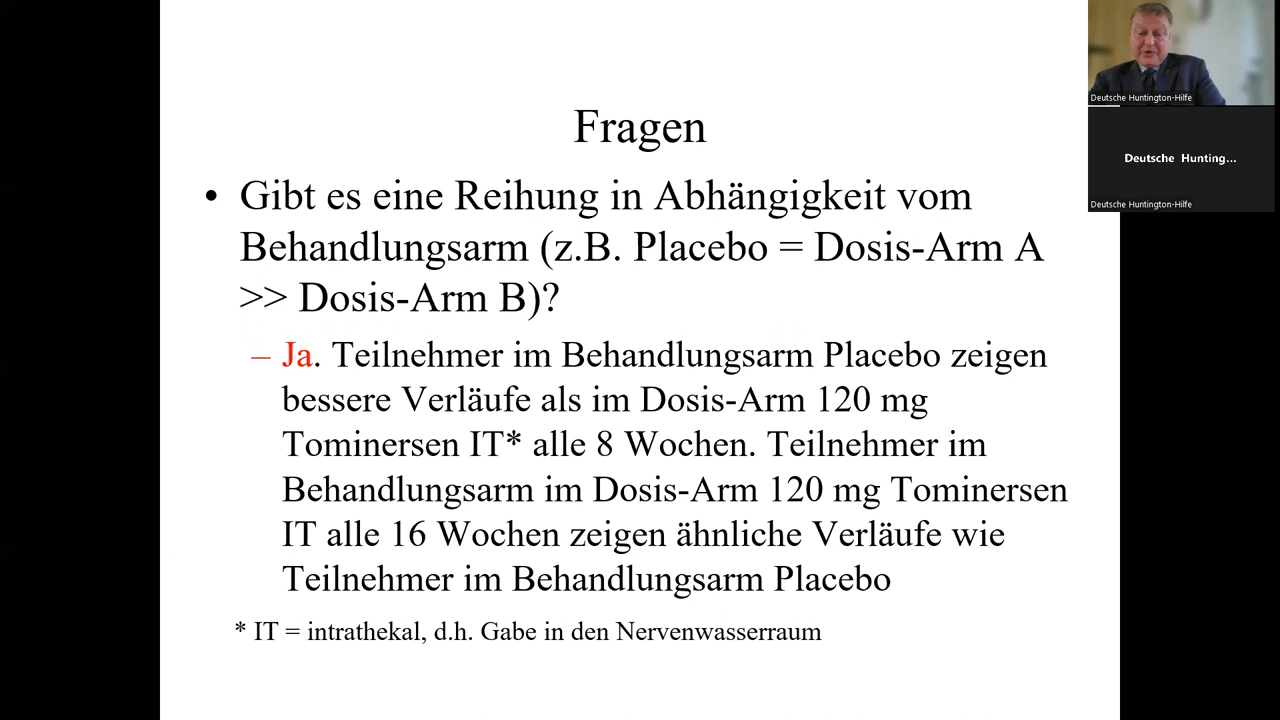 Fragen
• Gibt es eine Reihung in Abhängigkeit vom
Behandlungsarm (z.B. Placebo = Dosis-Arm A
>> Dosis-Arm B)?
– Ja. Teilnehmer im Behandlungsarm Placebo zeigen
bessere Verläufe als im Dosis-Arm 120 mg
Tominersen IT* alle 8 Wochen. Teilnehmer im
Behandlungsarm im Dosis-Arm 120 mg Tominersen
IT alle 16 Wochen zeigen ähnliche Verläufe wie
Teilnehmer im Behandlungsarm Placebo
* IT = intrathekal, d.h. Gabe in den Nervenwasserraum
Deutsche Huntington-Hilfe
Deutsche Hunting...
Deutsche Huntington-Hilfe